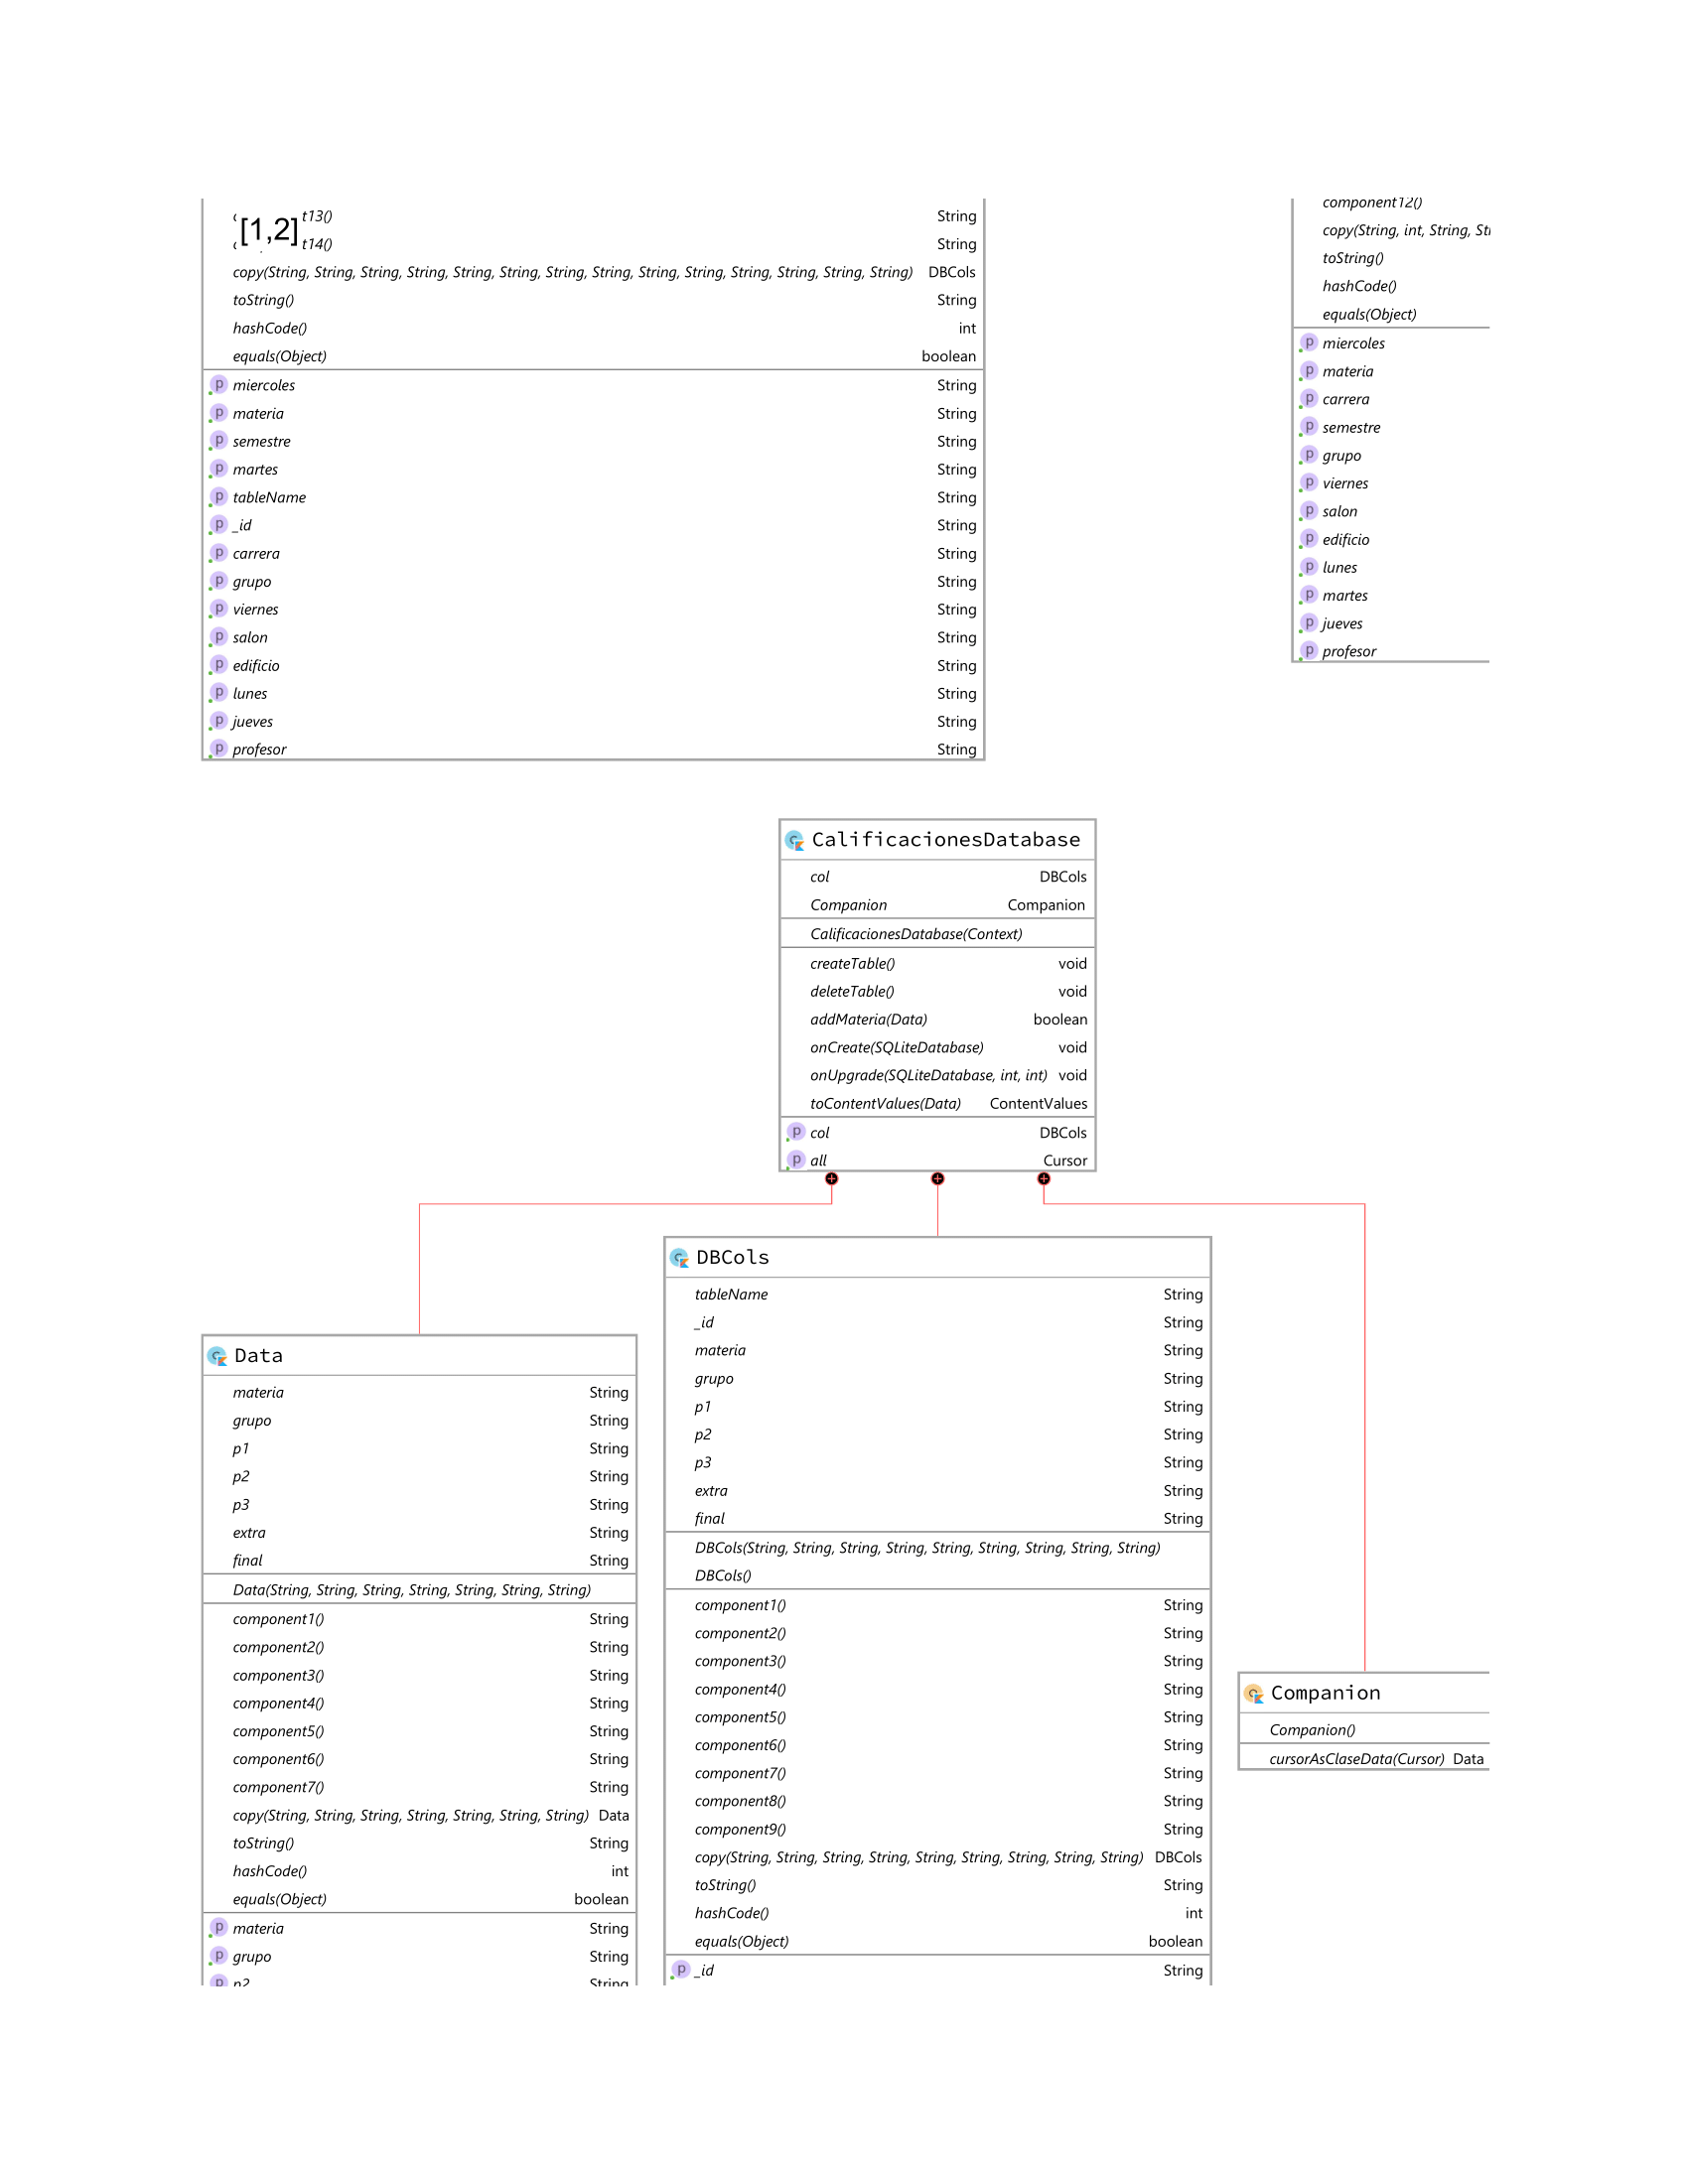 [1,2]
t13() String
t14() String
copy(String, String, String, String, String, String, String, String, String, String, String, String, String, String) DBCols
toString() String
hashCode() int
equals(Object) boolean
p miercoles String
p materia String
p semestre String
p martes String
p tableName String
p _id String
p carrera String
p grupo String
p viernes String
p salon String
p edificio String
p lunes String
p jueves String
p profesor String
component12()
copy(String, int, String,
toString()
hashCode()
equals(Object)
p miercoles
p materia
p carrera
p semestre
p grupo
p viernes
p salon
p edificio
p lunes
p martes
p jueves
p profesor
CalificacionesDatabase
col DBCols
Companion Companion
CalificacionesDatabase(Context)
createTable() void
deleteTable() void
addMateria(Data) boolean
onCreate(SQLiteDatabase) void
onUpgrade(SQLiteDatabase, int, int) void
toContentValues(Data) ContentValues
p col DBCols
p all Cursor
Data
materia String
grupo String
p1 String
p2 String
p3 String
extra String
final String
Data(String, String, String, String, String, String, String)
component1() String
component2() String
component3() String
component4() String
component5() String
component6() String
component7() String
copy(String, String, String, String, String, String, String) Data
toString() String
hashCode() int
equals(Object) boolean
p materia String
p grupo String
p p2 String
DBCols
tableName String
_id String
materia String
grupo String
p1 String
p2 String
p3 String
extra String
final String
DBCols(String, String, String, String, String, String, String, String, String)
DBCols()
component1() String
component2() String
component3() String
component4() String
component5() String
component6() String
component7() String
component8() String
component9() String
copy(String, String, String, String, String, String, String, String, String) DBCols
toString() String
hashCode() int
equals(Object) boolean
p _id String
Companion
Companion()
cursorAsClaseData(Cursor) Data